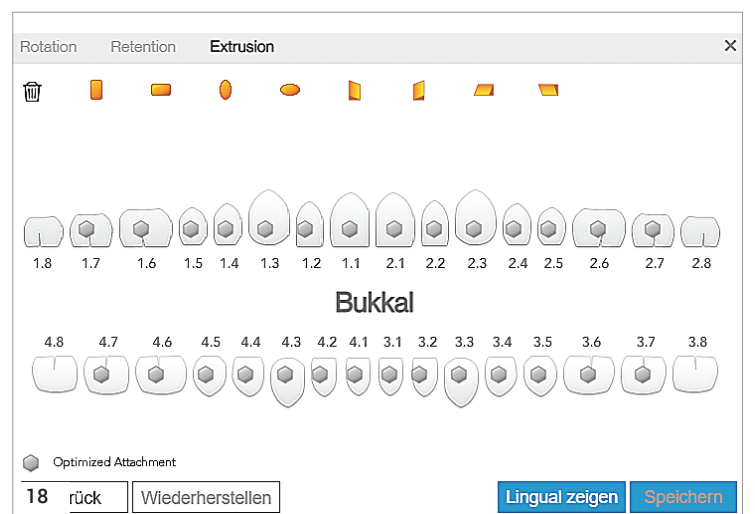 Rotation Retention Extrusion ×
1.8 1.7 1.6 1.5 1.4 1.3 1.2 1.1 2.1 2.2 2.3 2.4 2.5 2.6 2.7 2.8
Bukkal
4.8 4.7 4.6 4.5 4.4 4.3 4.2 4.1 3.1 3.2 3.3 3.4 3.5 3.6 3.7 3.8
Optimized Attachment
18 rück Wiederherstellen Lingual zeigen Speichern